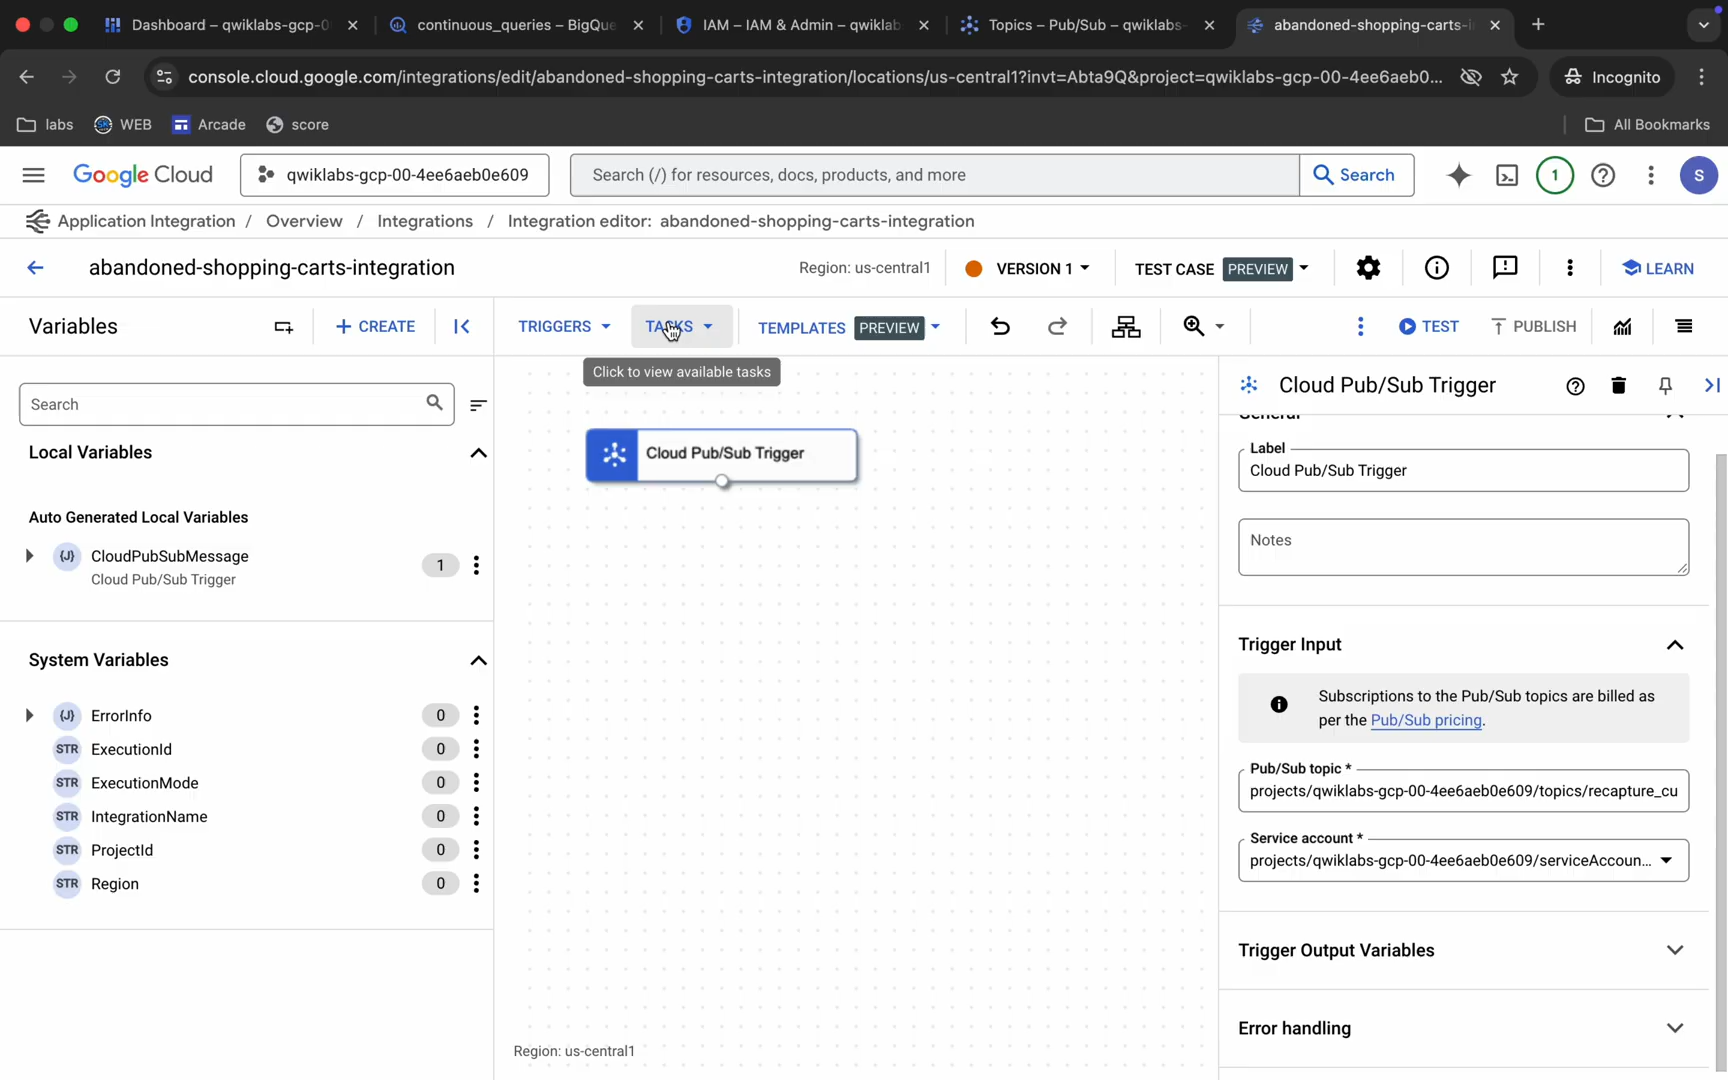 Dashboard – qwiklabs-gcp-0
continuous_queries – BigQue
IAM – IAM & Admin – qwiklab
Topics – Pub/Sub – qwiklabs-
abandoned-shopping-carts-i
console.cloud.google.com/integrations/edit/abandoned-shopping-carts-integration/locations/us-central1?invt=Abta9Q&project=qwiklabs-gcp-00-4ee6aeb0...
Incognito
labs
WEB
Arcade
score
All Bookmarks
Google Cloud
qwiklabs-gcp-00-4ee6aeb0e609
Search (/) for resources, docs, products, and more
Search
1
S
Application Integration / Overview / Integrations / Integration editor: abandoned-shopping-carts-integration
abandoned-shopping-carts-integration
Region: us-central1
VERSION 1
TEST CASE PREVIEW
LEARN
Variables
+ CREATE
TRIGGERS
TASKS
TEMPLATES PREVIEW
TEST
PUBLISH
Click to view available tasks
Search
Local Variables
Auto Generated Local Variables
{J} CloudPubSubMessage 1
Cloud Pub/Sub Trigger
System Variables
{J} ErrorInfo 0
STR ExecutionId 0
STR ExecutionMode 0
STR IntegrationName 0
STR ProjectId 0
STR Region 0
Cloud Pub/Sub Trigger
Region: us-central1
Cloud Pub/Sub Trigger
General
Label
Cloud Pub/Sub Trigger
Notes
Trigger Input
Subscriptions to the Pub/Sub topics are billed as
per the Pub/Sub pricing.
Pub/Sub topic *
projects/qwiklabs-gcp-00-4ee6aeb0e609/topics/recapture_cu
Service account *
projects/qwiklabs-gcp-00-4ee6aeb0e609/serviceAccoun...
Trigger Output Variables
Error handling